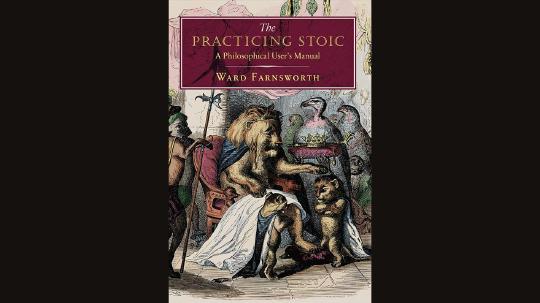 The
PRACTICING STOIC
A Philosophical User's Manual
WARD FARNSWORTH